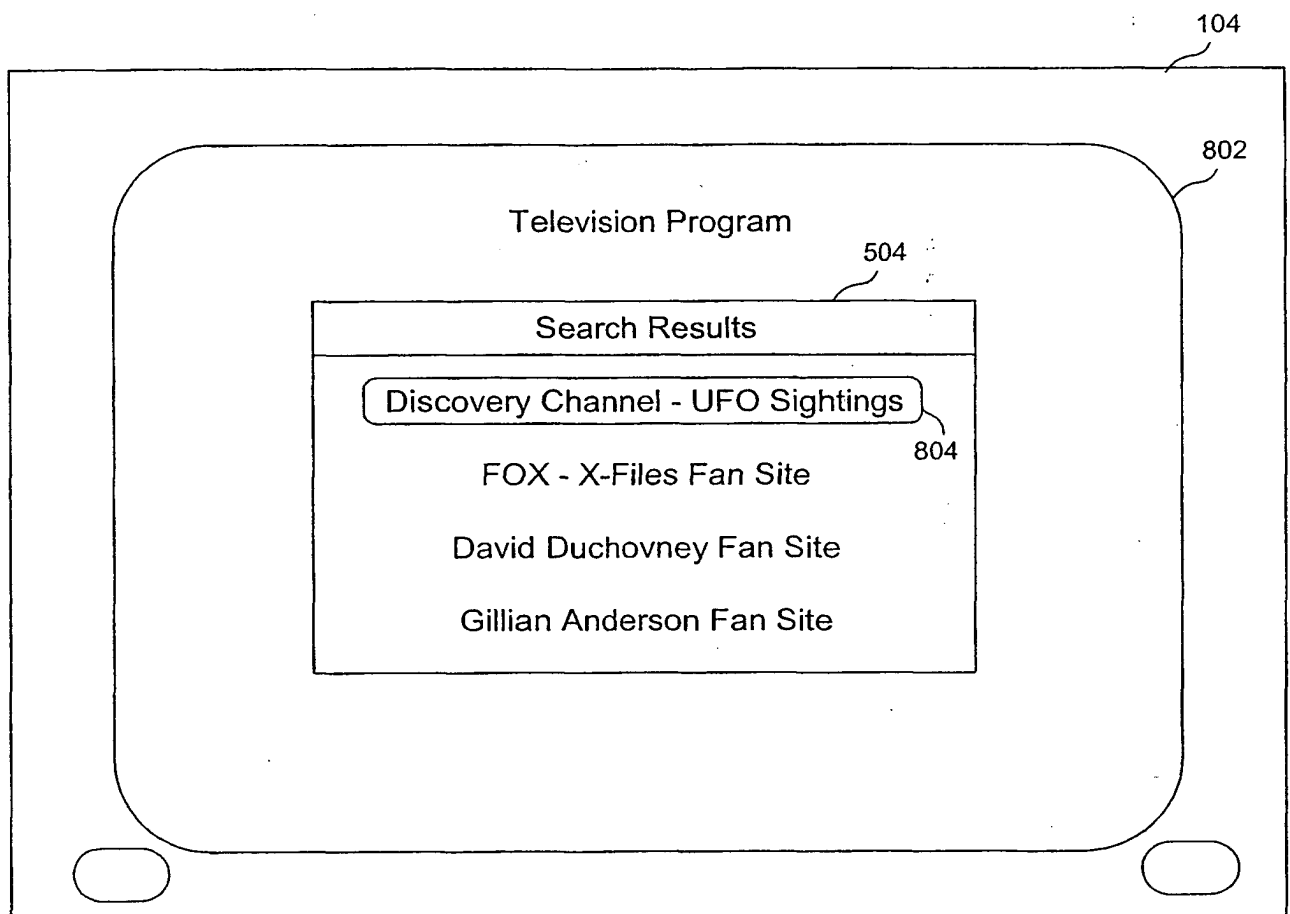 104
802
Television Program
504
Search Results
Discovery Channel - UFO Sightings
804
FOX - X-Files Fan Site
David Duchovney Fan Site
Gillian Anderson Fan Site